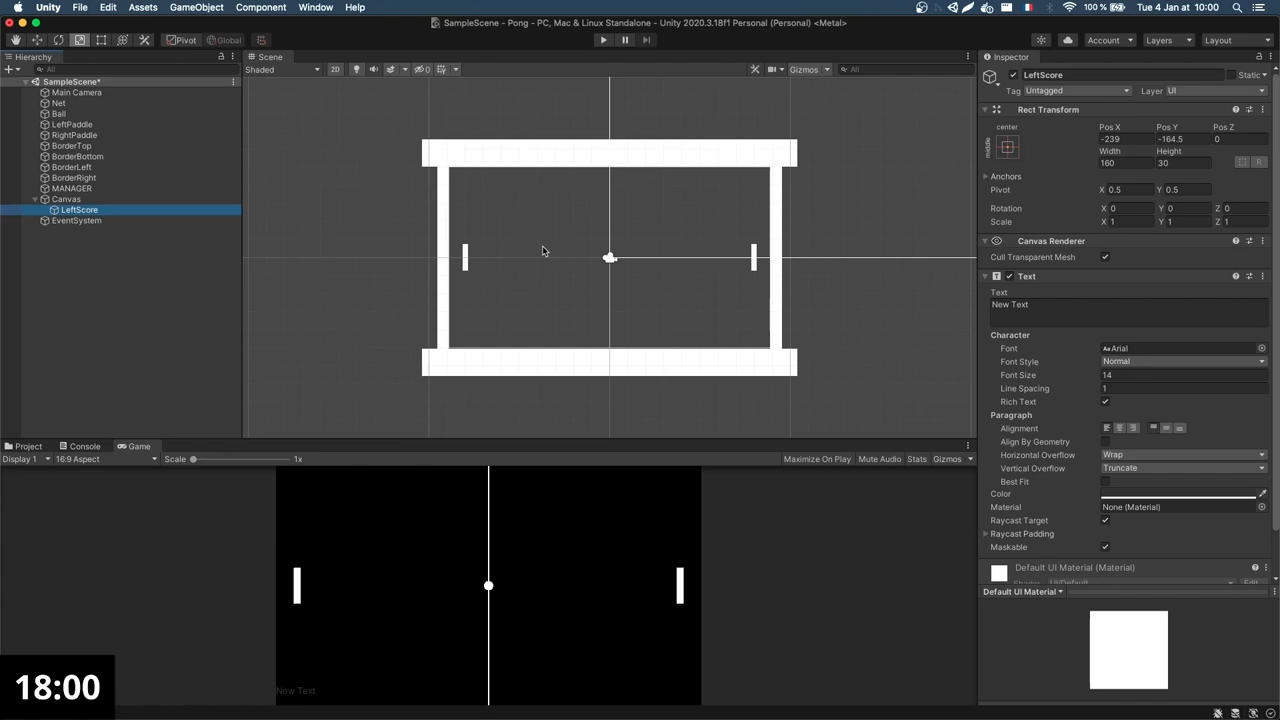 Unity File Edit Assets GameObject Component Window Help 100 % Tue 4 Jan at 10:00
SampleScene - Pong - PC, Mac & Linux Standalone - Unity 2020.3.18f1 Personal (Personal) <Metal>
Pivot Global Account Layers Layout
Hierarchy
All
SampleScene*
Main Camera
Net
Ball
LeftPaddle
RightPaddle
BorderTop
BorderBottom
BorderLeft
BorderRight
MANAGER
Canvas
LeftScore
EventSystem
Scene
Shaded 2D 0 Gizmos All
Inspector
LeftScore Static
Tag Untagged Layer UI
Rect Transform
center Pos X Pos Y Pos Z
middle -239 -164.5 0
Width Height
160 30 R
Anchors
Pivot X 0.5 Y 0.5
Rotation X 0 Y 0 Z 0
Scale X 1 Y 1 Z 1
Canvas Renderer
Cull Transparent Mesh
Text
Text
New Text
Character
Font Arial
Font Style Normal
Font Size 14
Line Spacing 1
Rich Text
Paragraph
Alignment
Align By Geometry
Horizontal Overflow Wrap
Vertical Overflow Truncate
Best Fit
Color
Material None (Material)
Raycast Target
Raycast Padding
Maskable
Default UI Material (Material)
Shader UI/Default Edit
Default UI Material
Project Console Game
Display 1 16:9 Aspect Scale 1x Maximize On Play Mute Audio Stats Gizmos
New Text
18:00